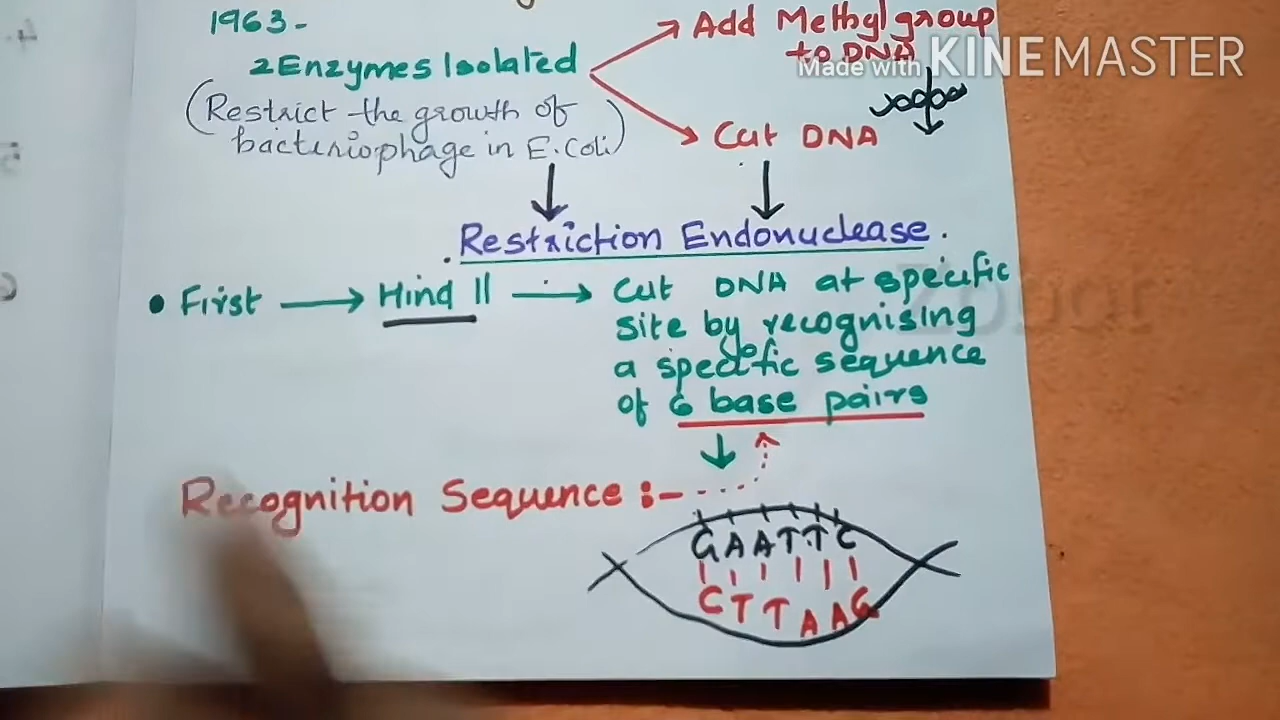 1963-
2 Enzymes Isolated
(Restrict the growth of
bacteriophage in E.Coli)
Add Methyl group
to DNA
Made with KINEMASTER
Cut DNA
Restriction Endonuclease.
• First → Hind II → Cut DNA at specific
site by recognising
a specific sequence
of 6 base pairs
Recognition Sequence :-
G A A T T C
C T T A A G